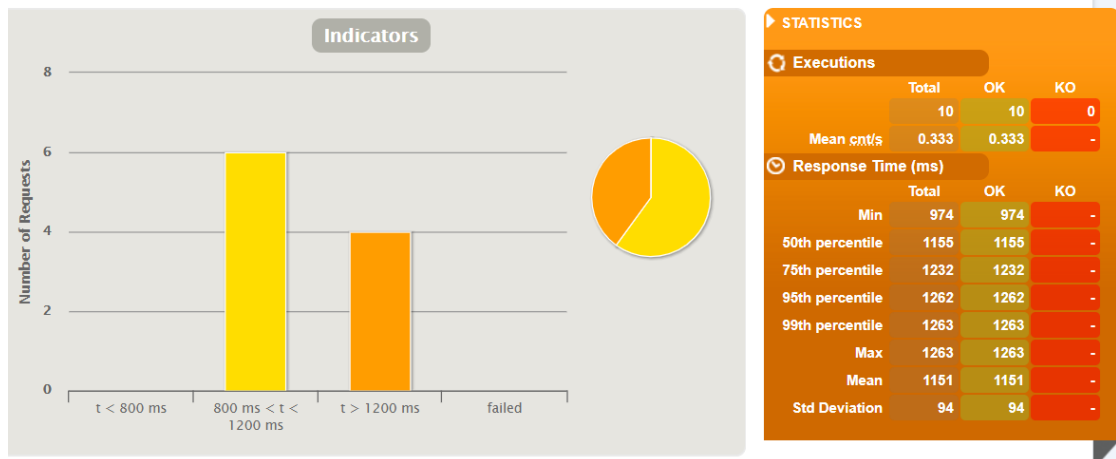 Indicators
Number of Requests
8
6
4
2
0
t < 800 ms
800 ms < t <
1200 ms
t > 1200 ms
failed
STATISTICS
Executions
Total OK KO
10 10 0
Mean cnt/s 0.333 0.333 -
Response Time (ms)
Total OK KO
Min 974 974 -
50th percentile 1155 1155 -
75th percentile 1232 1232 -
95th percentile 1262 1262 -
99th percentile 1263 1263 -
Max 1263 1263 -
Mean 1151 1151 -
Std Deviation 94 94 -